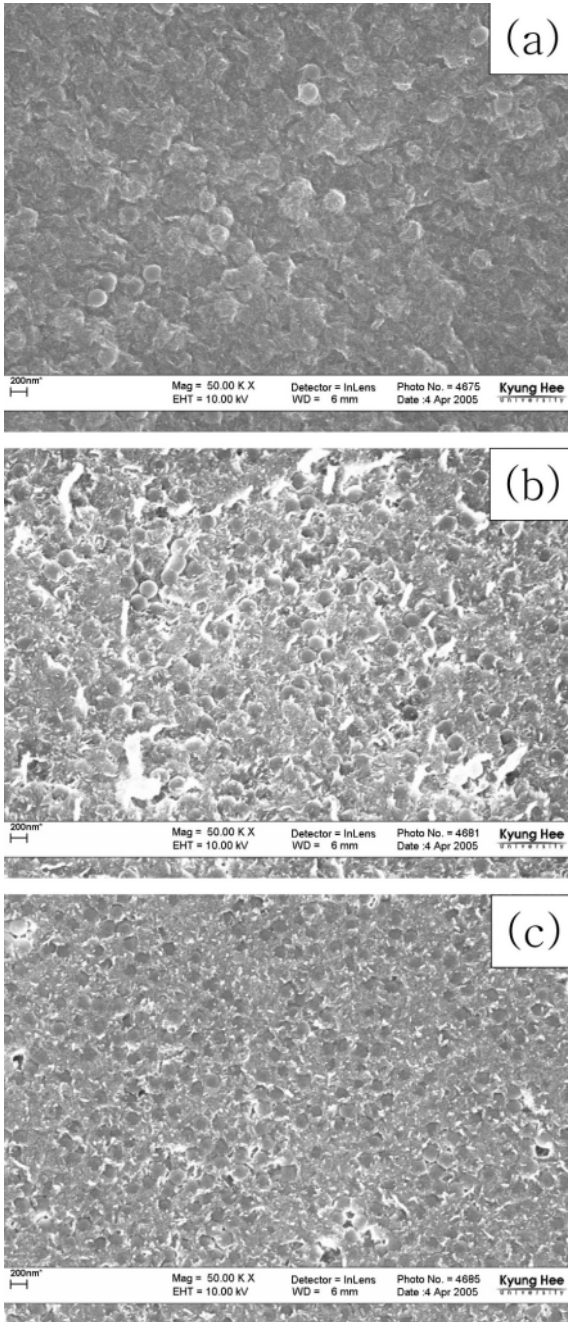 (a)
200nm*
Mag = 50.00 K X Detector = InLens Photo No. = 4675 Kyung Hee
EHT = 10.00 kV WD = 6 mm Date :4 Apr 2005 University
(b)
200nm*
Mag = 50.00 K X Detector = InLens Photo No. = 4681 Kyung Hee
EHT = 10.00 kV WD = 6 mm Date :4 Apr 2005 University
(c)
200nm*
Mag = 50.00 K X Detector = InLens Photo No. = 4685 Kyung Hee
EHT = 10.00 kV WD = 6 mm Date :4 Apr 2005 University